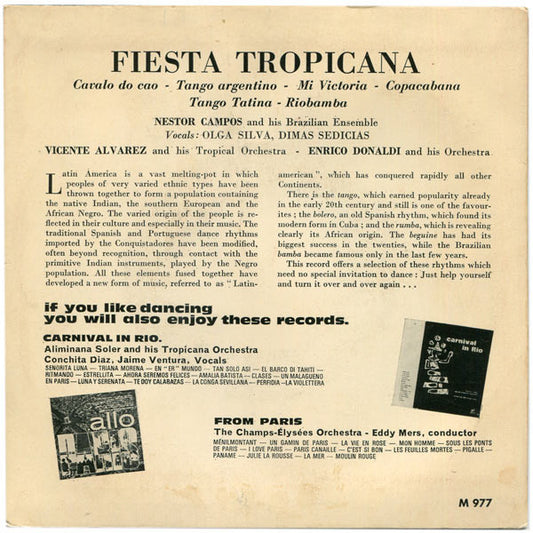 FIESTA TROPICANA
Cavalo do cao - Tango argentino - Mi Victoria - Copacabana
Tango Tatina - Riobamba
NESTOR CAMPOS and his Brazilian Ensemble
Vocals: OLGA SILVA, DIMAS SEDICIAS
VICENTE ALVAREZ and his Tropical Orchestra - ENRICO DONALDI and his Orchestra
Latin America is a vast melting-pot in which
peoples of very varied ethnic types have been
thrown together to form a population containing
the native Indian, the southern European and the
African Negro. The varied origin of the people is re-
flected in their culture and especially in their music. The
traditional Spanish and Portuguese dance rhythms
imported by the Conquistadores have been modified,
often beyond recognition, through contact with the
primitive Indian instruments, played by the Negro
population. All these elements fused together have
developed a new form of music, referred to as "Latin-
american", which has conquered rapidly all other
Continents.
There is the tango, which earned popularity already
in the early 20th century and still is one of the favour-
ites; the bolero, an old Spanish rhythm, which found its
modern form in Cuba; and the rumba, which is revealing
clearly its African origin. The beguine has had its
biggest success in the twenties, while the Brazilian
bamba became famous only in the last few years.
This record offers a selection of these rhythms which
need no special invitation to dance: Just help yourself
and turn it over and over again ...
if you like dancing
you will also enjoy these records.
CARNIVAL IN RIO.
Aliminana Soler and his Tropicana Orchestra
Conchita Diaz, Jaime Ventura, Vocals
SEÑORITA LUNA — TRIANA MORENA — EN "ER" MUNDO — TAN SOLO ASI — EL BARCO DI TAHITI —
RITMANDO — ESTRELLITA — AHORA SEREMOS FELICES — AMALIA BATISTA — CLASES — UN MALAGUENO
EN PARIS — LUNA Y SERENATA — TE DOY CALABAZAS — LA CONGA SEVILLANA — PERFIDIA — LA VIOLETTERA
carnival
in Rio
allo
FROM PARIS
The Champs-Élysées Orchestra - Eddy Mers, conductor
MÉNILMONTANT — UN GAMIN DE PARIS — LA VIE EN ROSE — MON HOMME — SOUS LES PONTS
DE PARIS — I LOVE PARIS — PARIS CANAILLE — C'EST SI BON — LES FEUILLES MORTES — PIGALLE —
PANAME — JULIE LA ROUSSE — LA MER — MOULIN ROUGE
M 977